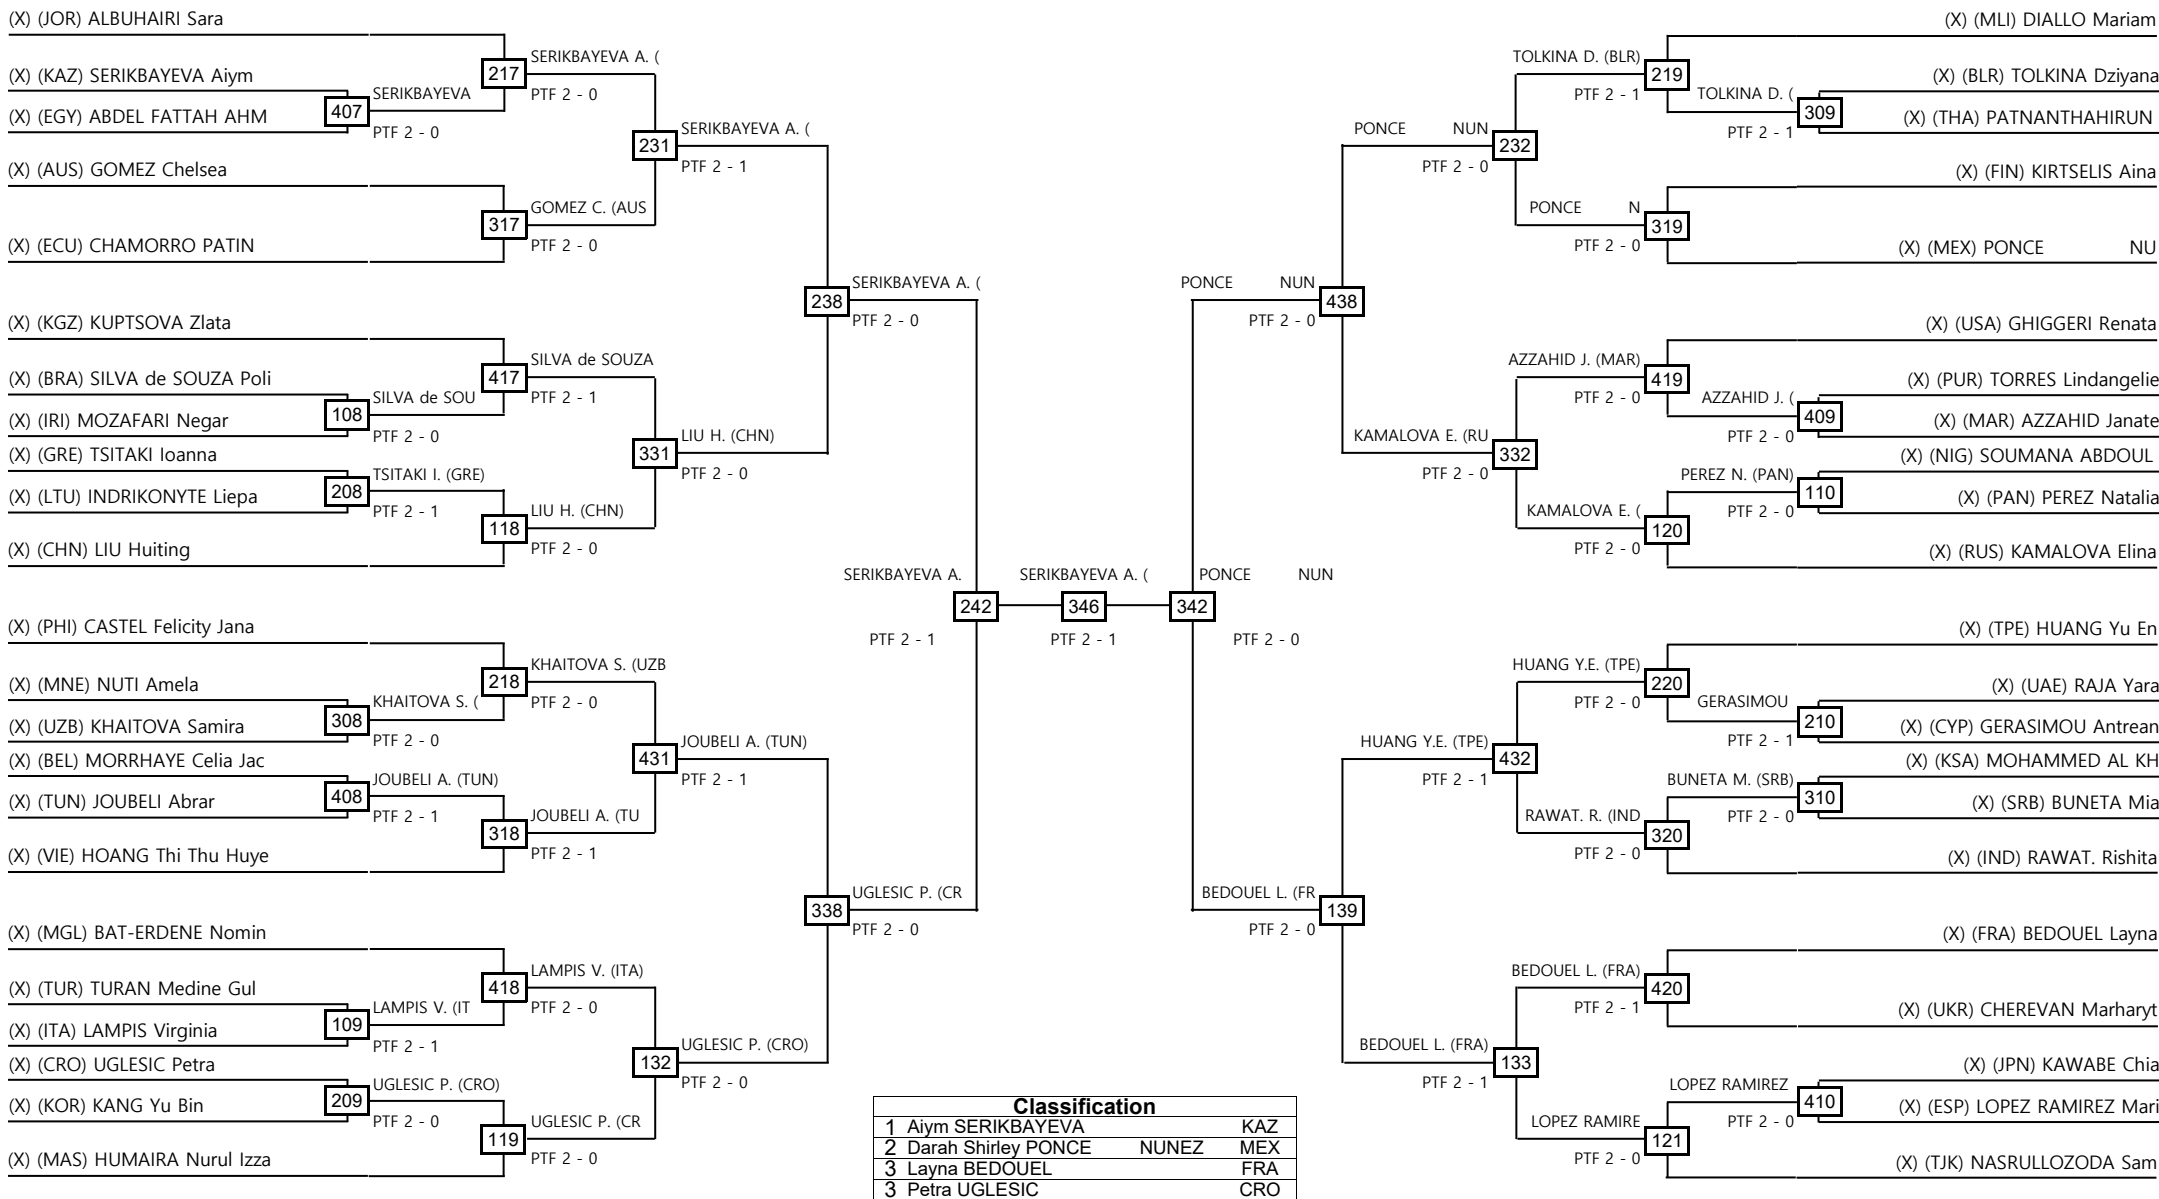 (X) (JOR) ALBUHAIRI Sara
(X) (KAZ) SERIKBAYEVA Aiym
(X) (EGY) ABDEL FATTAH AHM
(X) (AUS) GOMEZ Chelsea
(X) (ECU) CHAMORRO PATIN
(X) (KGZ) KUPTSOVA Zlata
(X) (BRA) SILVA de SOUZA Poli
(X) (IRI) MOZAFARI Negar
(X) (GRE) TSITAKI Ioanna
(X) (LTU) INDRIKONYTE Liepa
(X) (CHN) LIU Huiting
(X) (PHI) CASTEL Felicity Jana
(X) (MNE) NUTI Amela
(X) (UZB) KHAITOVA Samira
(X) (BEL) MORRHAYE Celia Jac
(X) (TUN) JOUBELI Abrar
(X) (VIE) HOANG Thi Thu Huye
(X) (MGL) BAT-ERDENE Nomin
(X) (TUR) TURAN Medine Gul
(X) (ITA) LAMPIS Virginia
(X) (CRO) UGLESIC Petra
(X) (KOR) KANG Yu Bin
(X) (MAS) HUMAIRA Nurul Izza
407
SERIKBAYEVA
PTF 2 - 0
108
SILVA de SOU
PTF 2 - 0
208
TSITAKI I. (GRE)
PTF 2 - 1
308
KHAITOVA S. (
PTF 2 - 0
408
JOUBELI A. (TUN)
PTF 2 - 1
109
LAMPIS V. (IT
PTF 2 - 1
209
UGLESIC P. (CRO)
PTF 2 - 0
217
SERIKBAYEVA A. (
PTF 2 - 0
317
GOMEZ C. (AUS
PTF 2 - 0
417
SILVA de SOUZA
PTF 2 - 1
118
LIU H. (CHN)
PTF 2 - 0
218
KHAITOVA S. (UZB
PTF 2 - 0
318
JOUBELI A. (TU
PTF 2 - 1
418
LAMPIS V. (ITA)
PTF 2 - 0
119
UGLESIC P. (CR
PTF 2 - 0
231
SERIKBAYEVA A. (
PTF 2 - 1
331
LIU H. (CHN)
PTF 2 - 0
431
JOUBELI A. (TUN)
PTF 2 - 1
132
UGLESIC P. (CRO)
PTF 2 - 0
238
SERIKBAYEVA A. (
PTF 2 - 0
338
UGLESIC P. (CR
PTF 2 - 0
SERIKBAYEVA A.
242
PTF 2 - 1
SERIKBAYEVA A. (
346
PTF 2 - 1
PONCE NUN
342
PTF 2 - 0
PONCE NUN
438
PTF 2 - 0
BEDOUEL L. (FR
139
PTF 2 - 0
PONCE NUN
232
PTF 2 - 0
KAMALOVA E. (RU
332
PTF 2 - 0
HUANG Y.E. (TPE)
432
PTF 2 - 1
BEDOUEL L. (FRA)
133
PTF 2 - 1
TOLKINA D. (BLR)
219
PTF 2 - 1
PONCE N
319
PTF 2 - 0
AZZAHID J. (MAR)
419
PTF 2 - 0
KAMALOVA E. (
120
PTF 2 - 0
HUANG Y.E. (TPE)
220
PTF 2 - 0
RAWAT. R. (IND
320
PTF 2 - 0
BEDOUEL L. (FRA)
420
PTF 2 - 1
LOPEZ RAMIRE
121
PTF 2 - 0
TOLKINA D. (
309
PTF 2 - 1
AZZAHID J. (
409
PTF 2 - 0
PEREZ N. (PAN)
110
PTF 2 - 0
GERASIMOU
210
PTF 2 - 1
BUNETA M. (SRB)
310
PTF 2 - 0
LOPEZ RAMIREZ
410
PTF 2 - 0
(X) (MLI) DIALLO Mariam
(X) (BLR) TOLKINA Dziyana
(X) (THA) PATNANTHAHIRUN
(X) (FIN) KIRTSELIS Aina
(X) (MEX) PONCE NU
(X) (USA) GHIGGERI Renata
(X) (PUR) TORRES Lindangelie
(X) (MAR) AZZAHID Janate
(X) (NIG) SOUMANA ABDOUL
(X) (PAN) PEREZ Natalia
(X) (RUS) KAMALOVA Elina
(X) (TPE) HUANG Yu En
(X) (UAE) RAJA Yara
(X) (CYP) GERASIMOU Antrean
(X) (KSA) MOHAMMED AL KH
(X) (SRB) BUNETA Mia
(X) (IND) RAWAT. Rishita
(X) (FRA) BEDOUEL Layna
(X) (UKR) CHEREVAN Marharyt
(X) (JPN) KAWABE Chia
(X) (ESP) LOPEZ RAMIREZ Mari
(X) (TJK) NASRULLOZODA Sam
Classification
1 Aiym SERIKBAYEVA KAZ
2 Darah Shirley PONCE NUNEZ MEX
3 Layna BEDOUEL FRA
3 Petra UGLESIC CRO